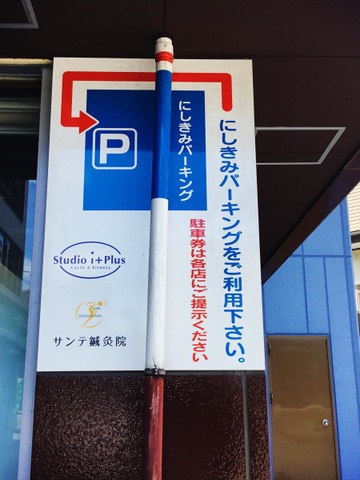 にしきみパーキングをご利用下さい。
にしきみパーキング
P
駐車券は各店にご提示ください
Studio i+Plus
Cycle & Fitness
サンテ鍼灸院